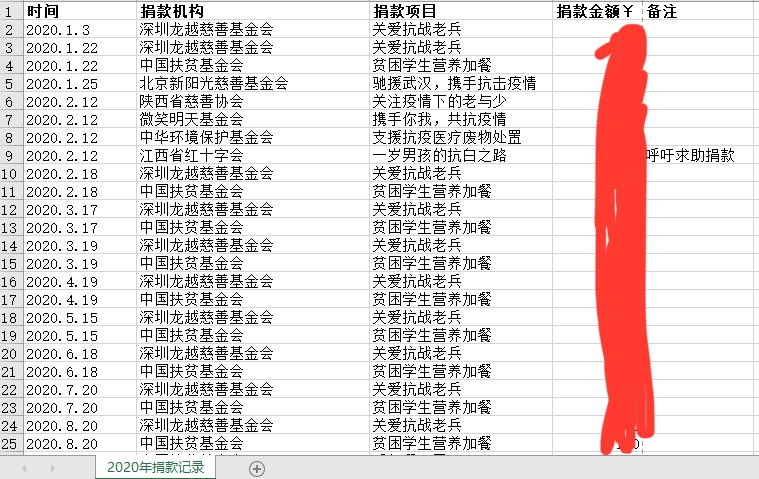 1 时间 捐款机构 捐款项目 捐款金额￥ 备注
2 2020.1.3 深圳龙越慈善基金会 关爱抗战老兵
3 2020.1.22 深圳龙越慈善基金会 关爱抗战老兵
4 2020.1.22 中国扶贫基金会 贫困学生营养加餐
5 2020.1.25 北京新阳光慈善基金会 驰援武汉，携手抗击疫情
6 2020.2.12 陕西省慈善协会 关注疫情下的老与少
7 2020.2.12 微笑明天基金会 携手你我，共抗疫情
8 2020.2.12 中华环境保护基金会 支援抗疫医疗废物处置
9 2020.2.12 江西省红十字会 一岁男孩的抗白之路 呼吁求助捐款
10 2020.2.18 深圳龙越慈善基金会 关爱抗战老兵
11 2020.2.18 中国扶贫基金会 贫困学生营养加餐
12 2020.3.17 深圳龙越慈善基金会 关爱抗战老兵
13 2020.3.17 中国扶贫基金会 贫困学生营养加餐
14 2020.3.19 深圳龙越慈善基金会 关爱抗战老兵
15 2020.3.19 中国扶贫基金会 贫困学生营养加餐
16 2020.4.19 深圳龙越慈善基金会 关爱抗战老兵
17 2020.4.19 中国扶贫基金会 贫困学生营养加餐
18 2020.5.15 深圳龙越慈善基金会 关爱抗战老兵
19 2020.5.15 中国扶贫基金会 贫困学生营养加餐
20 2020.6.18 深圳龙越慈善基金会 关爱抗战老兵
21 2020.6.18 中国扶贫基金会 贫困学生营养加餐
22 2020.7.20 深圳龙越慈善基金会 关爱抗战老兵
23 2020.7.20 中国扶贫基金会 贫困学生营养加餐
24 2020.8.20 深圳龙越慈善基金会 关爱抗战老兵
25 2020.8.20 中国扶贫基金会 贫困学生营养加餐
2020年捐款记录